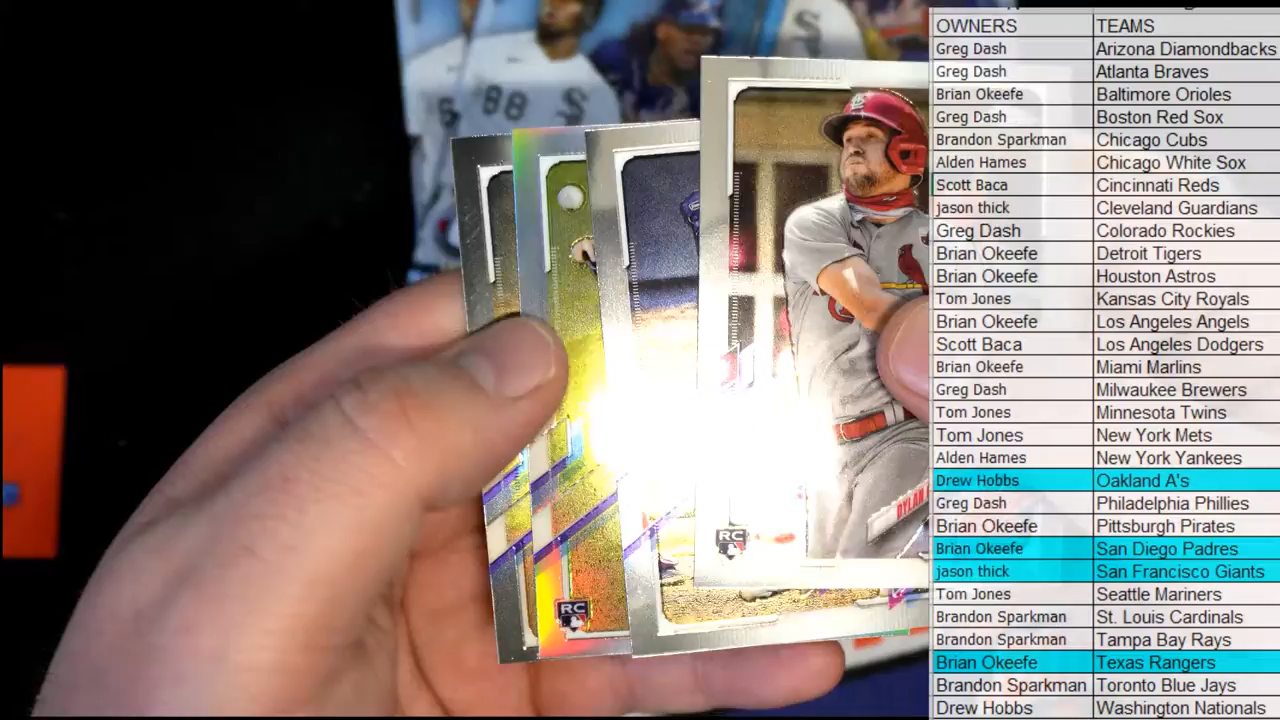 OWNERS TEAMS
Greg Dash Arizona Diamondbacks
Greg Dash Atlanta Braves
Brian Okeefe Baltimore Orioles
Greg Dash Boston Red Sox
Brandon Sparkman Chicago Cubs
Alden Hames Chicago White Sox
Scott Baca Cincinnati Reds
jason thick Cleveland Guardians
Greg Dash Colorado Rockies
Brian Okeefe Detroit Tigers
Brian Okeefe Houston Astros
Tom Jones Kansas City Royals
Brian Okeefe Los Angeles Angels
Scott Baca Los Angeles Dodgers
Brian Okeefe Miami Marlins
Greg Dash Milwaukee Brewers
Tom Jones Minnesota Twins
Tom Jones New York Mets
Alden Hames New York Yankees
Drew Hobbs Oakland A's
Greg Dash Philadelphia Phillies
Brian Okeefe Pittsburgh Pirates
Brian Okeefe San Diego Padres
jason thick San Francisco Giants
Tom Jones Seattle Mariners
Brandon Sparkman St. Louis Cardinals
Brandon Sparkman Tampa Bay Rays
Brian Okeefe Texas Rangers
Brandon Sparkman Toronto Blue Jays
Drew Hobbs Washington Nationals
88
DYLAN
RC
RC